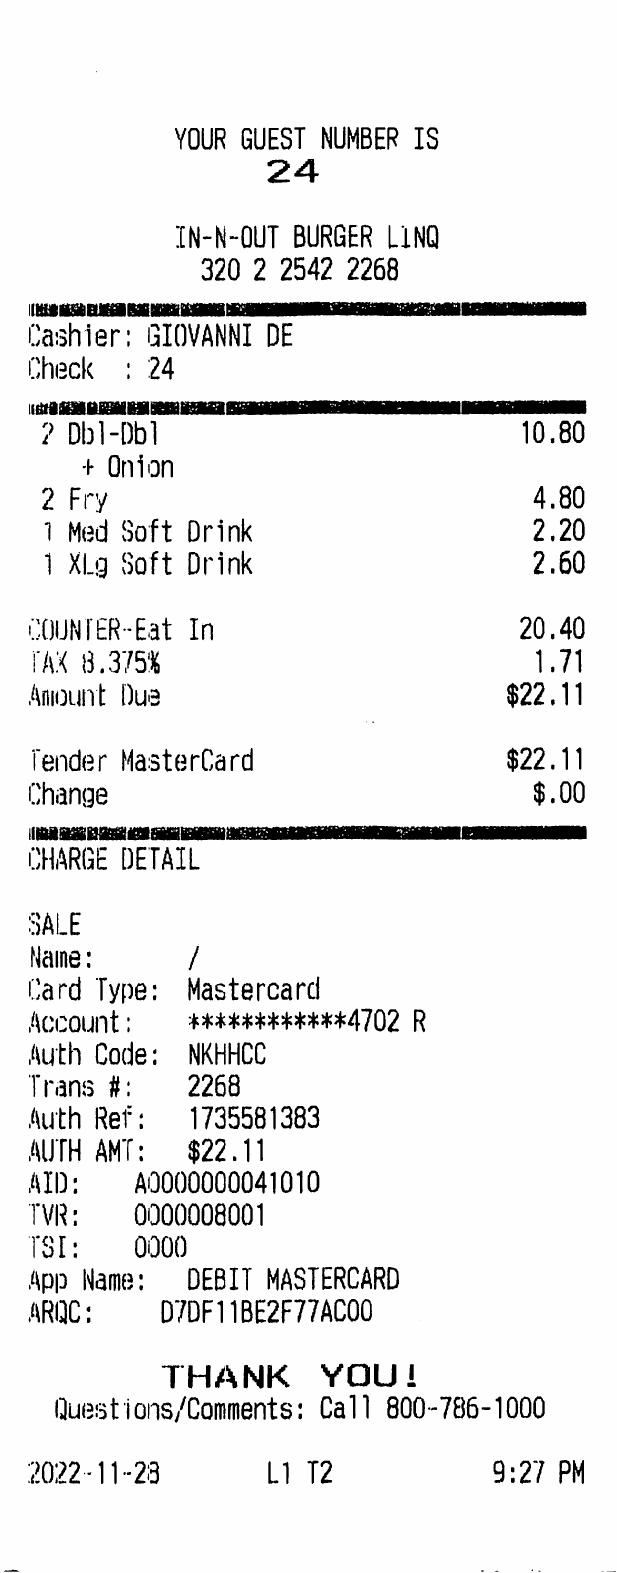 YOUR GUEST NUMBER IS
24
IN-N-OUT BURGER LINQ
320 2 2542 2268
Cashier: GIOVANNI DE
Check : 24
2 Dbl-Dbl 10.80
+ Onion
2 Fry 4.80
1 Med Soft Drink 2.20
1 XLg Soft Drink 2.60
COUNTER-Eat In 20.40
TAX 8.375% 1.71
Amount Due $22.11
Tender MasterCard $22.11
Change $.00
CHARGE DETAIL
SALE
Name: /
Card Type: Mastercard
Account: ************4702 R
Auth Code: NKHHCC
Trans #: 2268
Auth Ref: 1735581383
AUTH AMT: $22.11
AID: A0000000041010
TVR: 0000008001
TSI: 0000
App Name: DEBIT MASTERCARD
ARQC: D7DF11BE2F77AC00
THANK YOU!
Questions/Comments: Call 800-786-1000
2022-11-28 L1 T2 9:27 PM